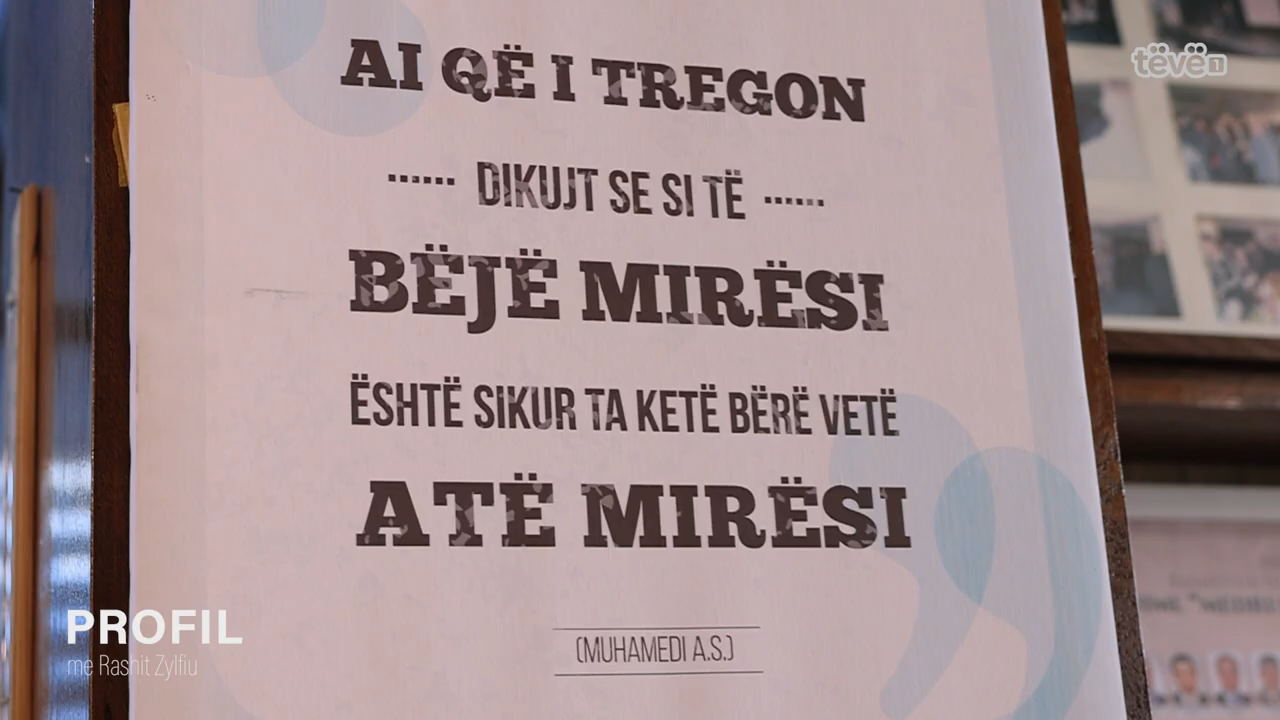 tëvë1
AI QË I TREGON
DIKUJT SE SI TË
BËJË MIRËSI
ËSHTË SIKUR TA KETË BËRË VETË
ATË MIRËSI
(MUHAMEDI A.S.)
PROFIL
me Rashit Zylfiu